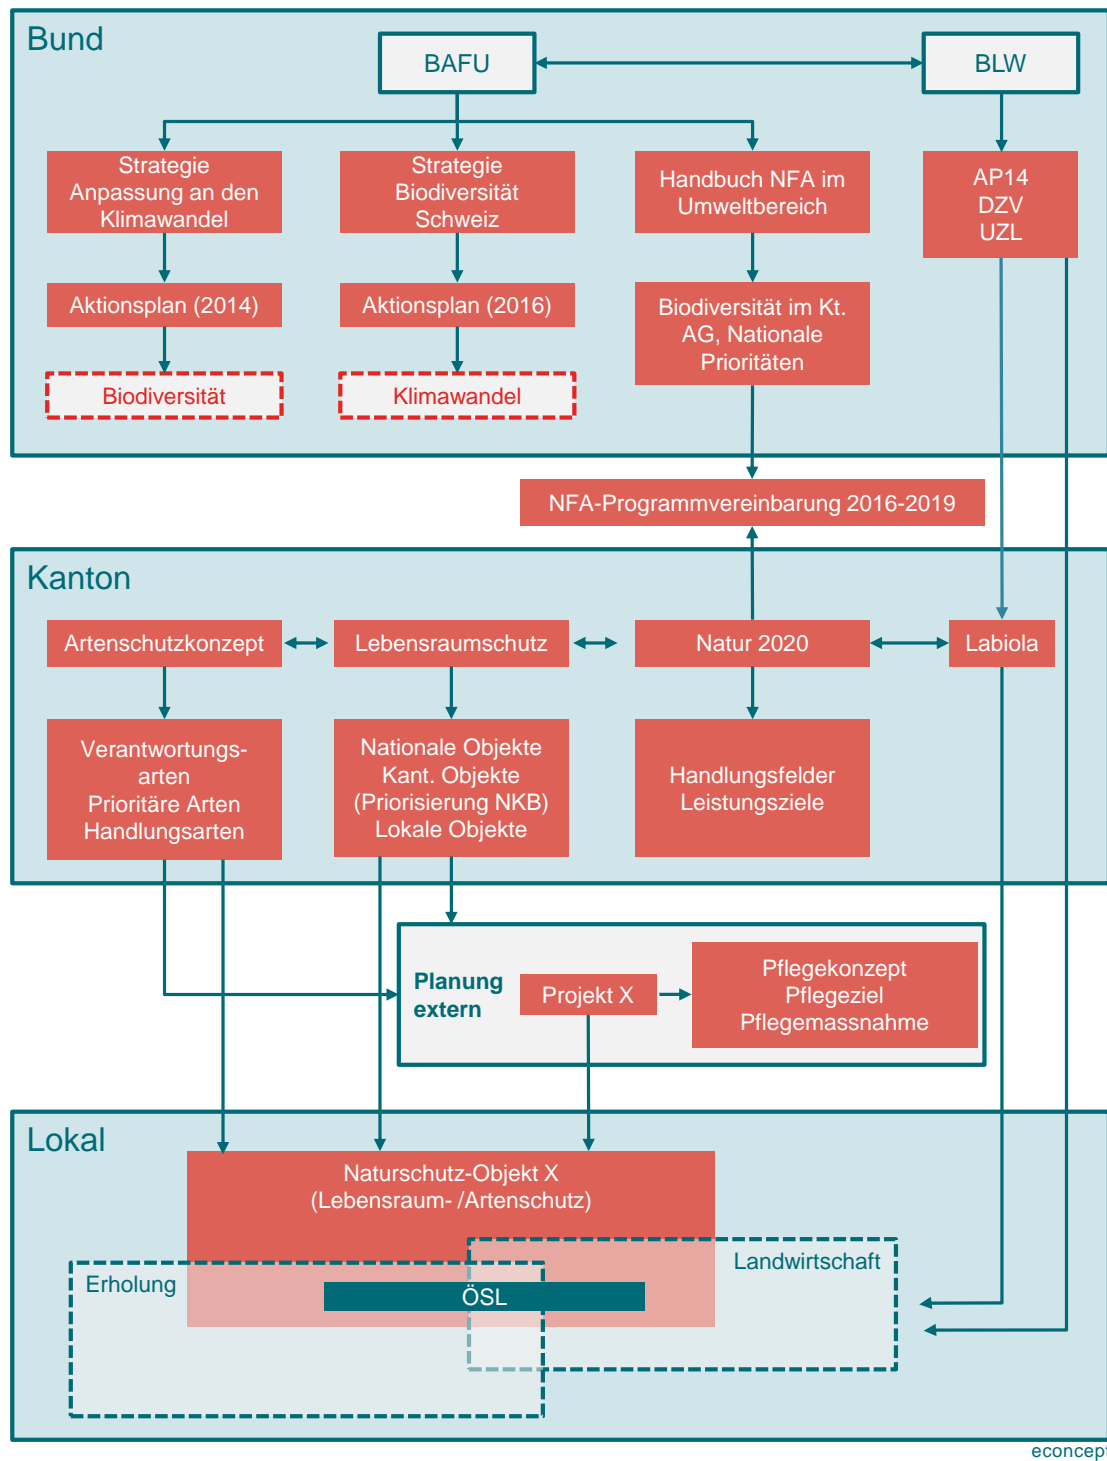 Bund
BAFU
BLW
Strategie
Anpassung an den
Klimawandel
Strategie
Biodiversität
Schweiz
Handbuch NFA im
Umweltbereich
AP14
DZV
UZL
Aktionsplan (2014)
Aktionsplan (2016)
Biodiversität im Kt.
AG, Nationale
Prioritäten
Biodiversität
Klimawandel
NFA-Programmvereinbarung 2016-2019
Kanton
Artenschutzkonzept
Lebensraumschutz
Natur 2020
Labiola
Verantwortungs-
arten
Prioritäre Arten
Handlungsarten
Nationale Objekte
Kant. Objekte
(Priorisierung NKB)
Lokale Objekte
Handlungsfelder
Leistungsziele
Planung
extern
Projekt X
Pflegekonzept
Pflegeziel
Pflegemassnahme
Lokal
Naturschutz-Objekt X
(Lebensraum- /Artenschutz)
Erholung
Landwirtschaft
ÖSL
econcept